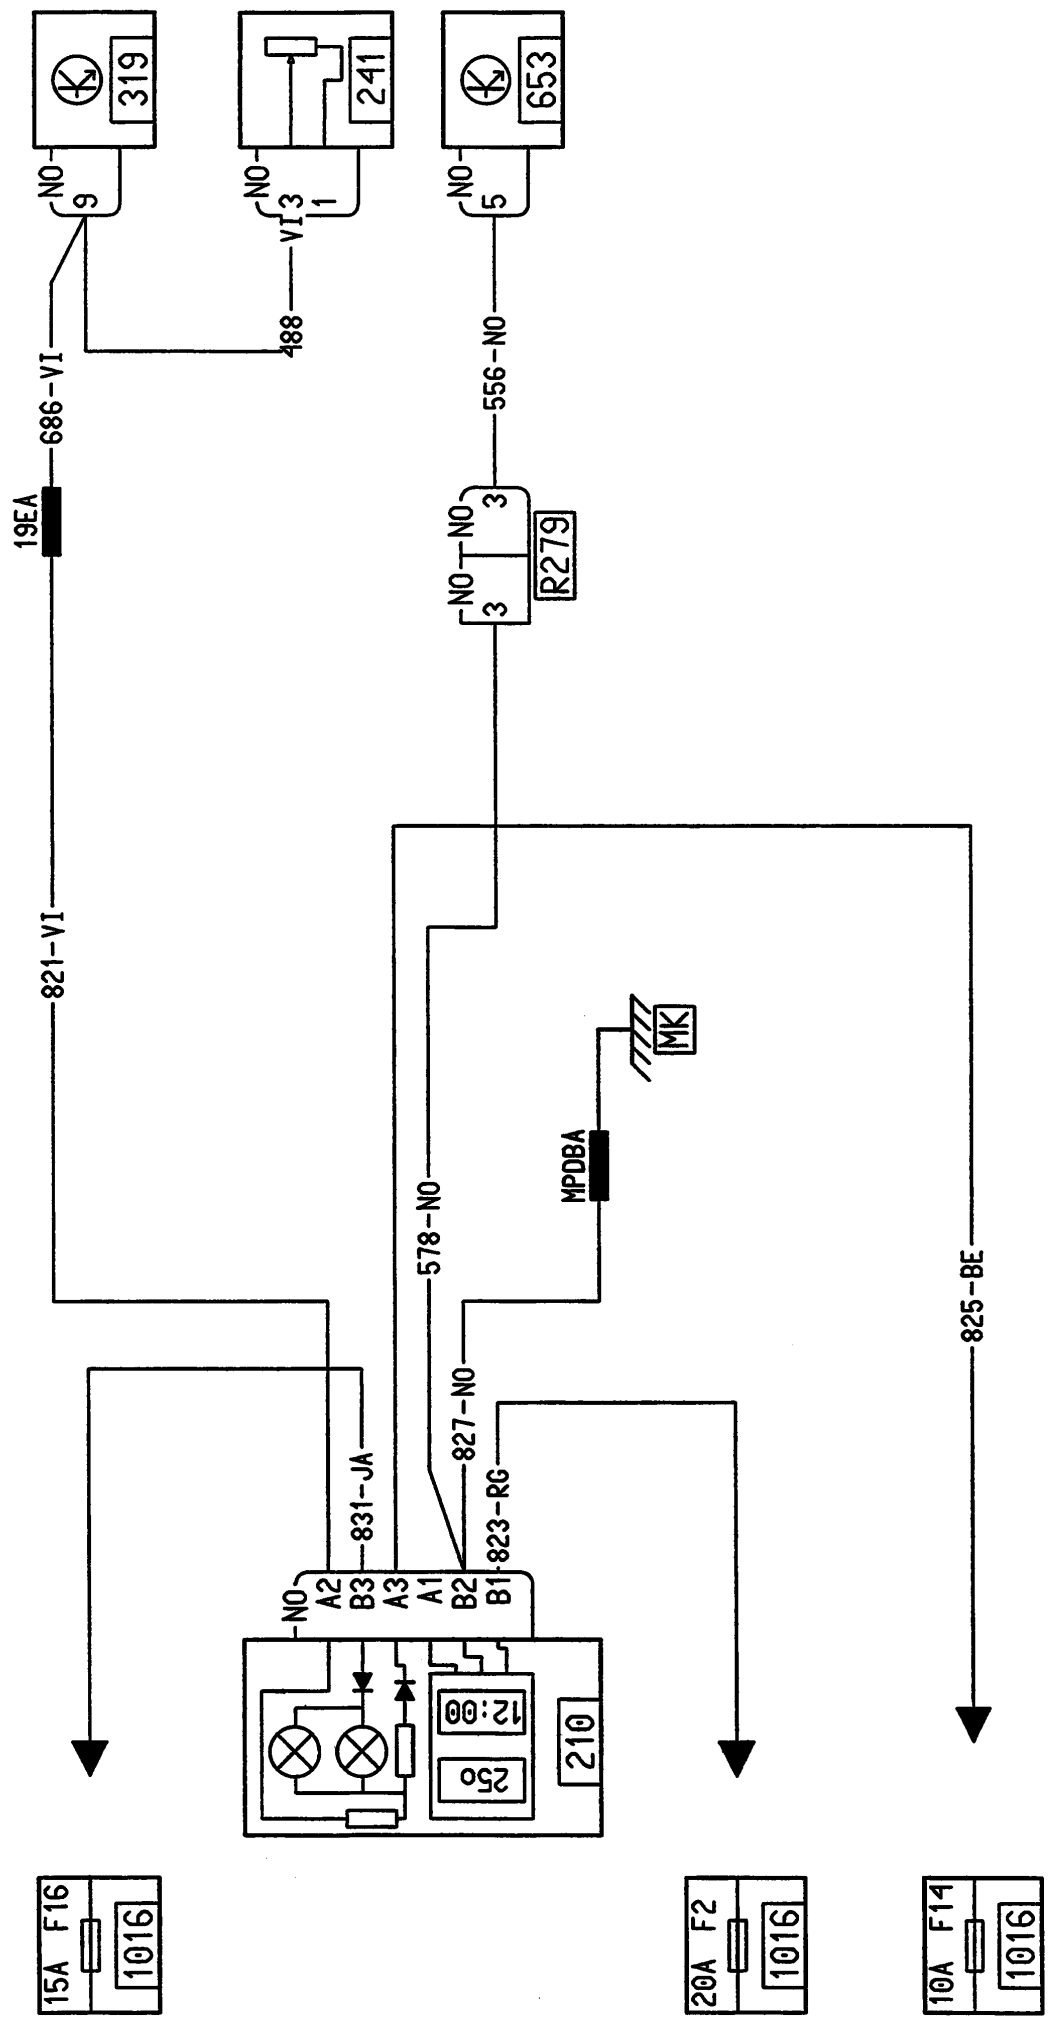 319
241
653
NO
9
NO
VI 3
1
NO
5
488
686-VI
19EA
556-NO
NO
NO
3
3
R279
821-VI
MK
MPDBA
578-NO
825-BE
827-NO
831-JA
823-RG
NO
A2
B3
A3
A1
B2
B1
12:00
25o
210
15A F16
1016
20A F2
1016
10A F14
1016